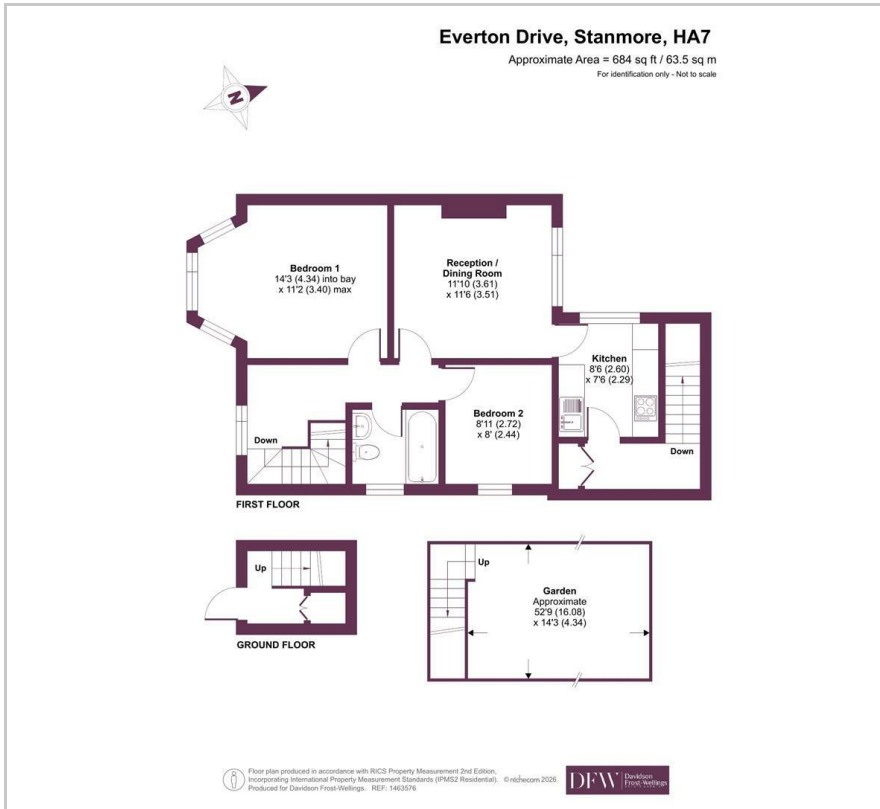 Everton Drive, Stanmore, HA7
Approximate Area = 684 sq ft / 63.5 sq m
For identification only - Not to scale
N
Bedroom 1
14'3 (4.34) into bay
x 11'2 (3.40) max
Reception /
Dining Room
11'10 (3.61)
x 11'6 (3.51)
Kitchen
8'6 (2.60)
x 7'6 (2.29)
Bedroom 2
8'11 (2.72)
x 8' (2.44)
Down
Down
FIRST FLOOR
Up
GROUND FLOOR
Up
Garden
Approximate
52'9 (16.08)
x 14'3 (4.34)
Floor plan produced in accordance with RICS Property Measurement 2nd Edition,
Incorporating International Property Measurement Standards (IPMS2 Residential). © nichecom 2026.
Produced for Davidson Frost-Wellings. REF: 1463576
DFW
Davidson
Frost-Wellings